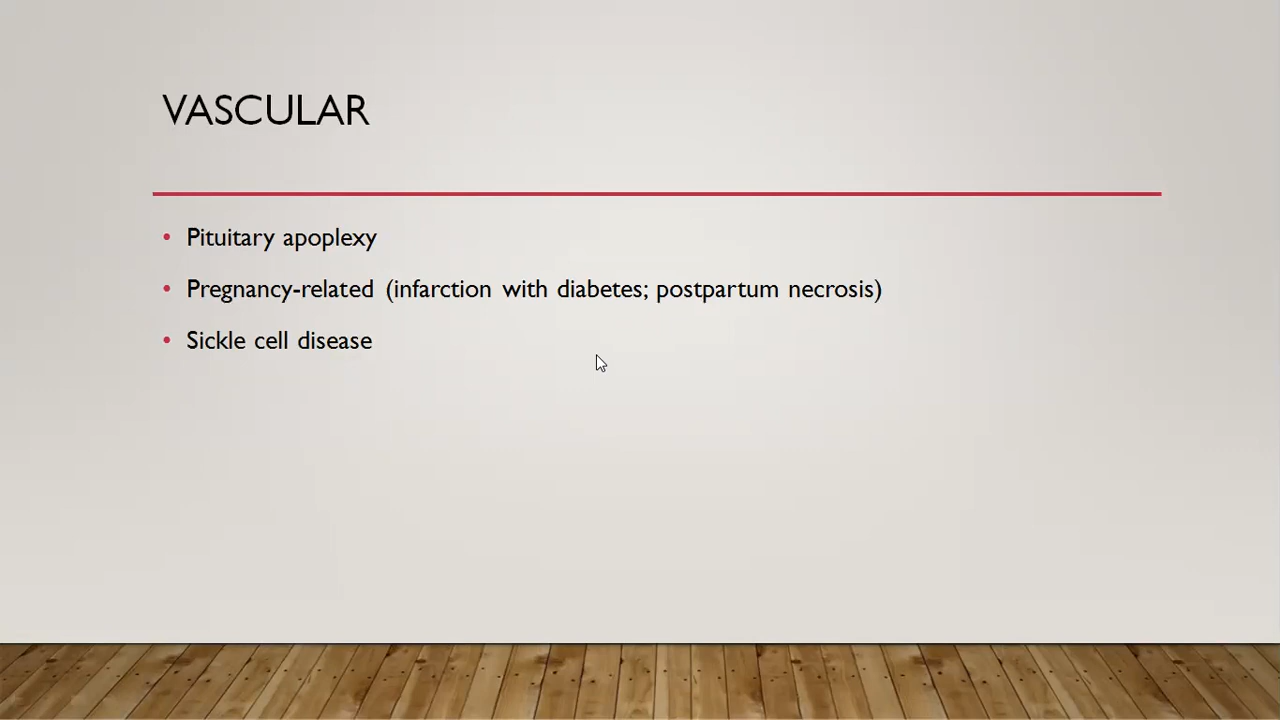 VASCULAR
• Pituitary apoplexy
• Pregnancy-related (infarction with diabetes; postpartum necrosis)
• Sickle cell disease